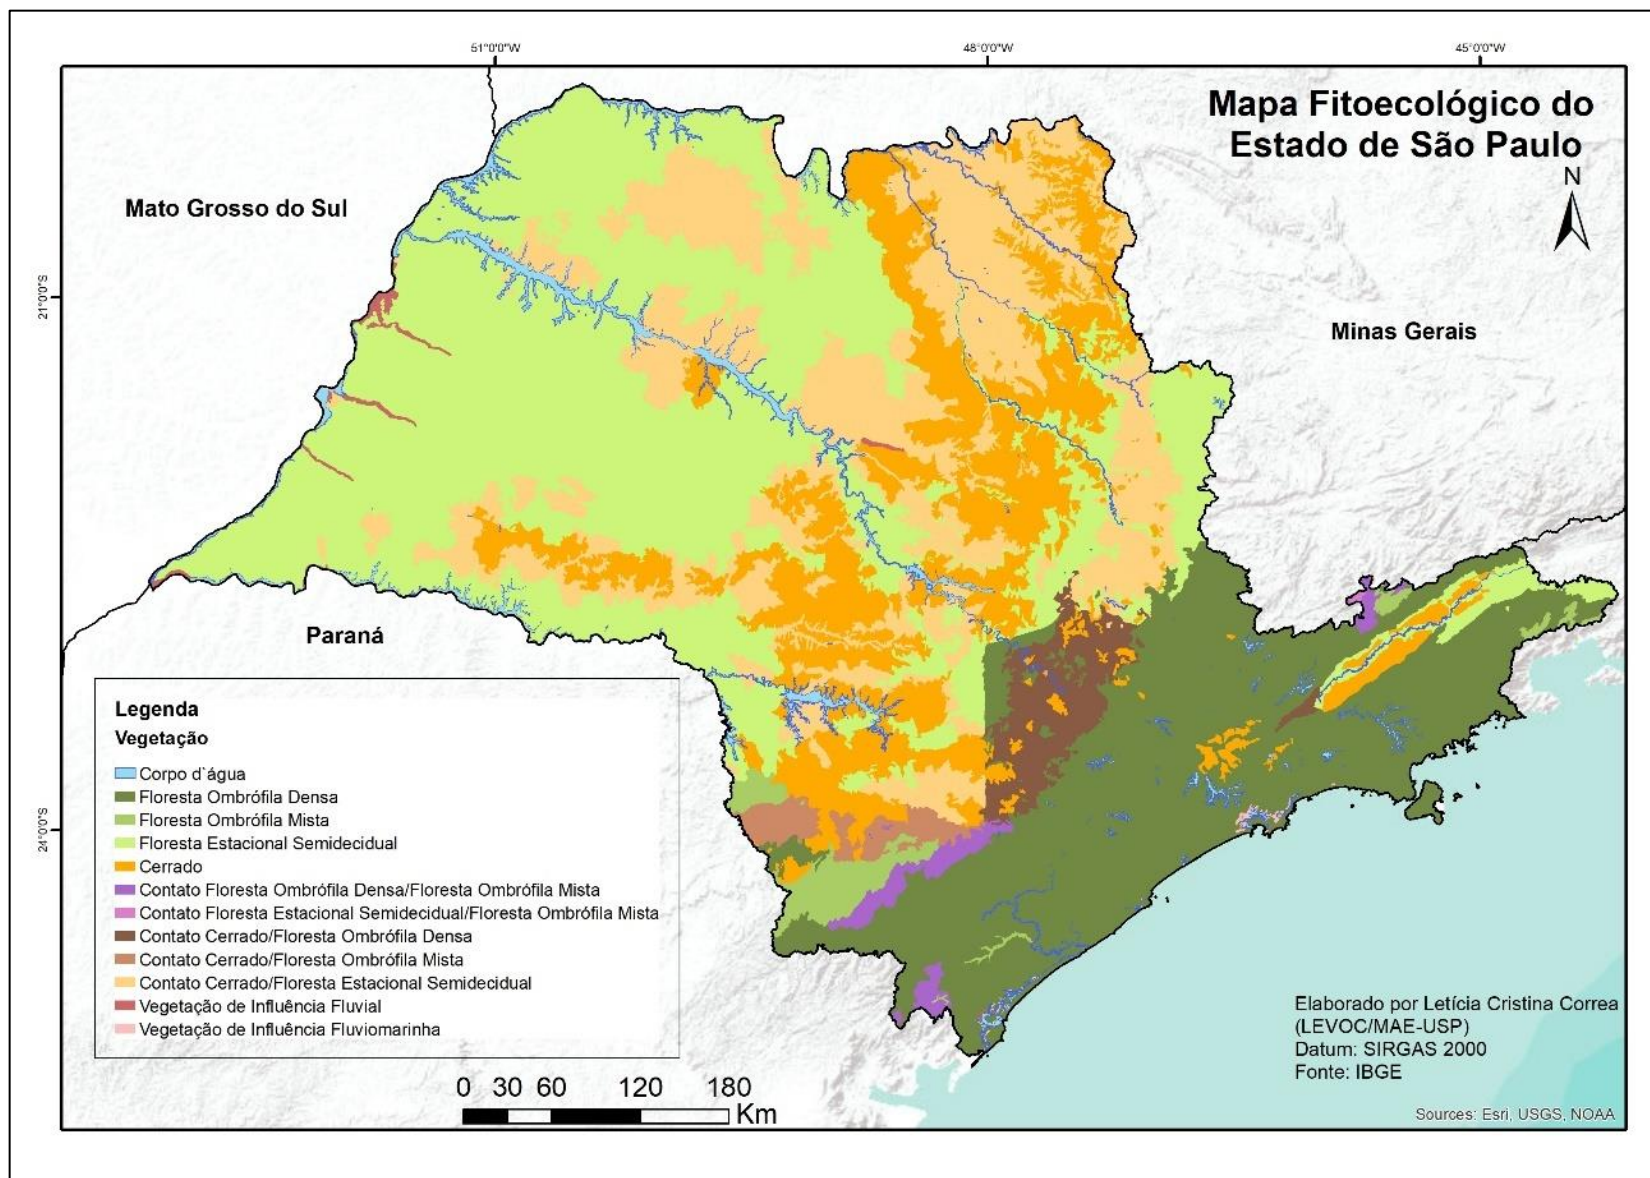 51°0'0"W
48°0'0"W
45°0'0"W
Mapa Fitoecológico do
Estado de São Paulo
N
Mato Grosso do Sul
21°0'0"S
Minas Gerais
Paraná
Legenda
Vegetação
Corpo d`água
Floresta Ombrófila Densa
Floresta Ombrófila Mista
Floresta Estacional Semidecidual
Cerrado
Contato Floresta Ombrófila Densa/Floresta Ombrófila Mista
Contato Floresta Estacional Semidecidual/Floresta Ombrófila Mista
Contato Cerrado/Floresta Ombrófila Densa
Contato Cerrado/Floresta Ombrófila Mista
Contato Cerrado/Floresta Estacional Semidecidual
Vegetação de Influência Fluvial
Vegetação de Influência Fluviomarinha
24°0'0"S
0 30 60 120 180
Km
Elaborado por Letícia Cristina Correa
(LEVOC/MAE-USP)
Datum: SIRGAS 2000
Fonte: IBGE
Sources: Esri, USGS, NOAA